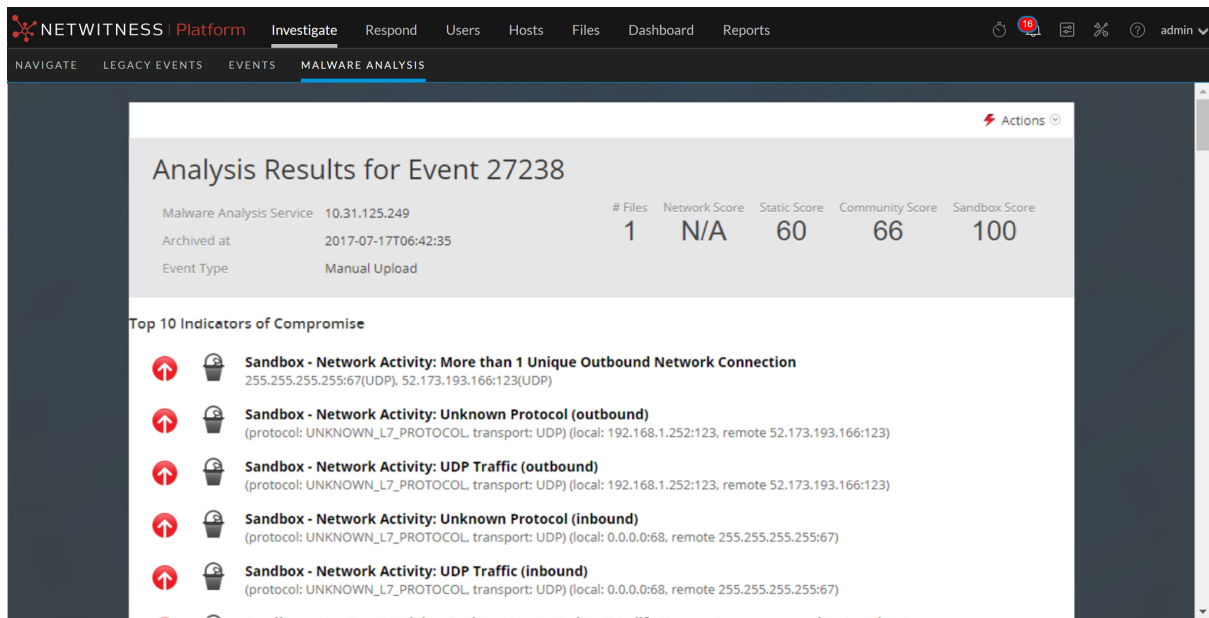 NETWITNESS | Platform Investigate Respond Users Hosts Files Dashboard Reports 16 admin
NAVIGATE LEGACY EVENTS EVENTS MALWARE ANALYSIS
Actions
Analysis Results for Event 27238
Malware Analysis Service 10.31.125.249
Archived at 2017-07-17T06:42:35
Event Type Manual Upload
# Files Network Score Static Score Community Score Sandbox Score
1 N/A 60 66 100
Top 10 Indicators of Compromise
Sandbox - Network Activity: More than 1 Unique Outbound Network Connection
255.255.255.255:67(UDP), 52.173.193.166:123(UDP)
Sandbox - Network Activity: Unknown Protocol (outbound)
(protocol: UNKNOWN_L7_PROTOCOL, transport: UDP) (local: 192.168.1.252:123, remote 52.173.193.166:123)
Sandbox - Network Activity: UDP Traffic (outbound)
(protocol: UNKNOWN_L7_PROTOCOL, transport: UDP) (local: 192.168.1.252:123, remote 52.173.193.166:123)
Sandbox - Network Activity: Unknown Protocol (inbound)
(protocol: UNKNOWN_L7_PROTOCOL, transport: UDP) (local: 0.0.0.0:68, remote 255.255.255.255:67)
Sandbox - Network Activity: UDP Traffic (inbound)
(protocol: UNKNOWN_L7_PROTOCOL, transport: UDP) (local: 0.0.0.0:68, remote 255.255.255.255:67)